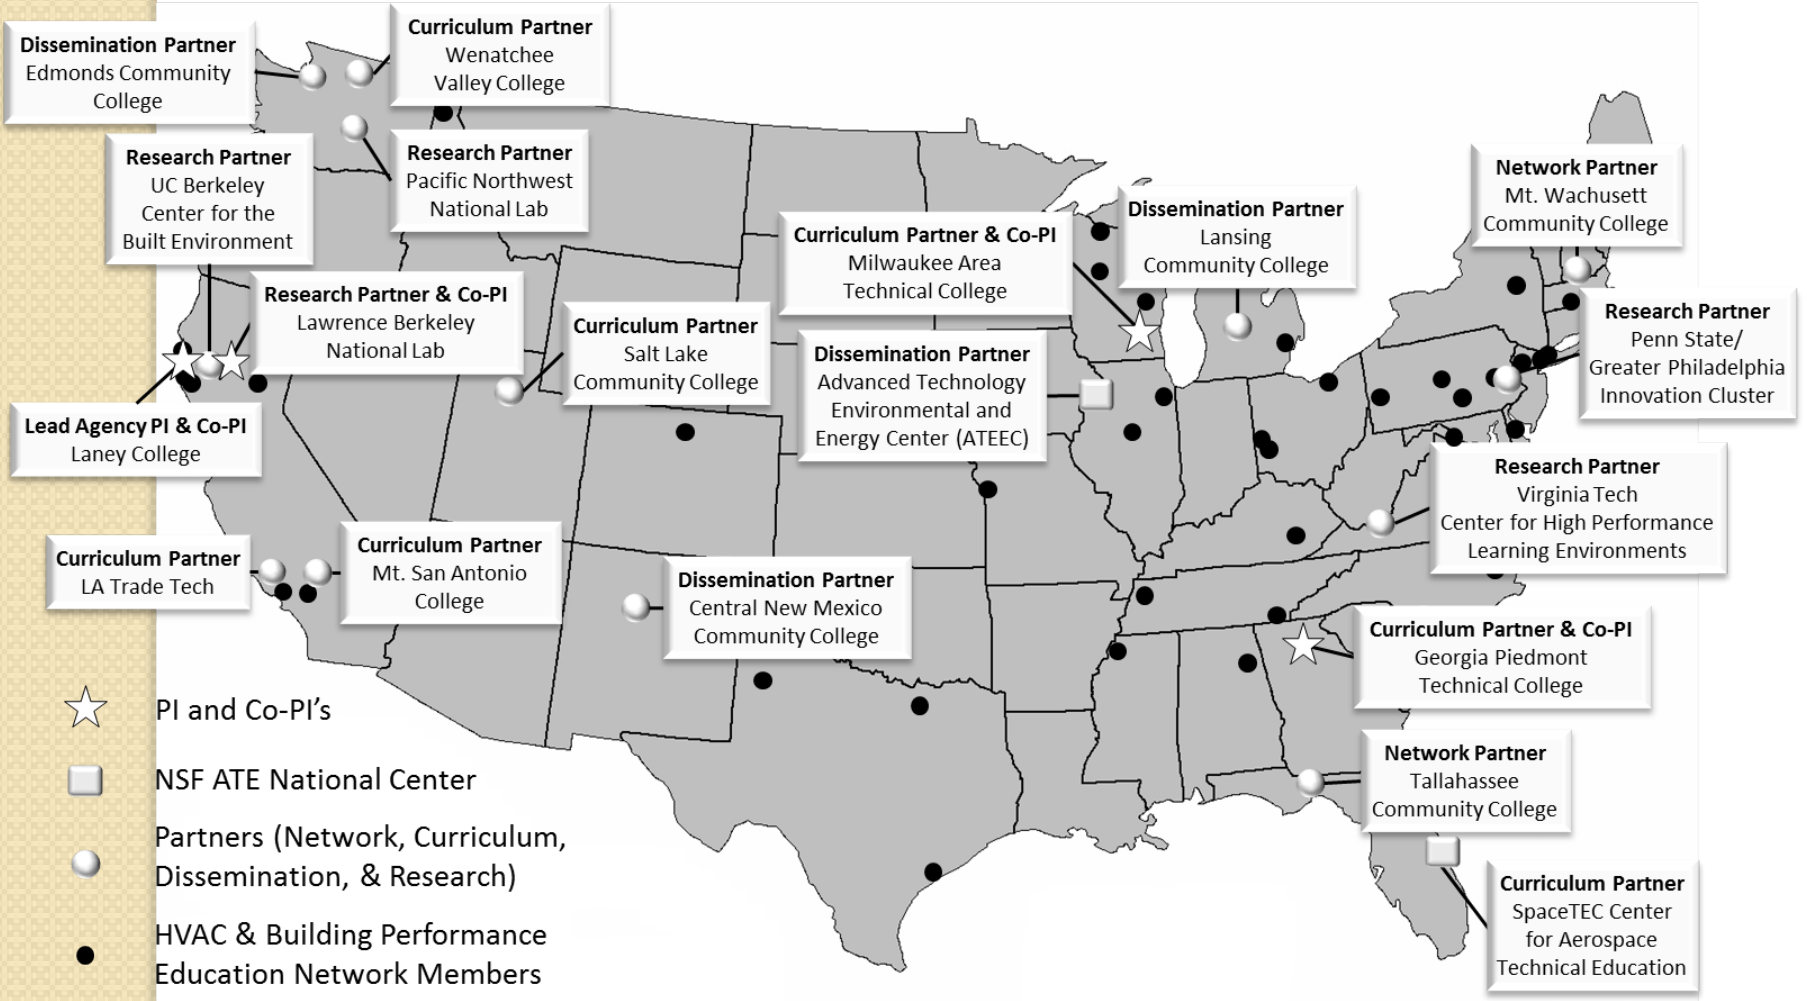 Dissemination Partner
Edmonds Community
College
Curriculum Partner
Wenatchee
Valley College
Research Partner
UC Berkeley
Center for the
Built Environment
Research Partner
Pacific Northwest
National Lab
Research Partner & Co-PI
Lawrence Berkeley
National Lab
Curriculum Partner
Salt Lake
Community College
Curriculum Partner & Co-PI
Milwaukee Area
Technical College
Dissemination Partner
Lansing
Community College
Network Partner
Mt. Wachusett
Community College
Dissemination Partner
Advanced Technology
Environmental and
Energy Center (ATEEC)
Research Partner
Penn State/
Greater Philadelphia
Innovation Cluster
Lead Agency PI & Co-PI
Laney College
Research Partner
Virginia Tech
Center for High Performance
Learning Environments
Curriculum Partner
LA Trade Tech
Curriculum Partner
Mt. San Antonio
College
Dissemination Partner
Central New Mexico
Community College
Curriculum Partner & Co-PI
Georgia Piedmont
Technical College
Network Partner
Tallahassee
Community College
Curriculum Partner
SpaceTEC Center
for Aerospace
Technical Education
PI and Co-PI’s
NSF ATE National Center
Partners (Network, Curriculum,
Dissemination, & Research)
HVAC & Building Performance
Education Network Members